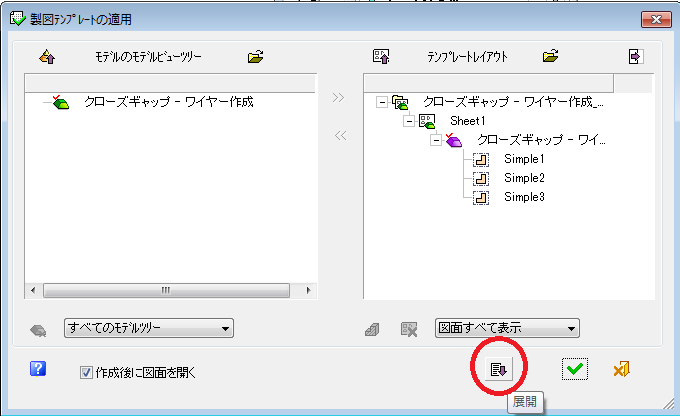 製図テンプレートの適用
モデルのモデルビューツリー
テンプレートレイアウト
クローズギャップ - ワイヤー作成
クローズギャップ - ワイヤー作成_...
Sheet1
クローズギャップ - ワイ...
Simple1
Simple2
Simple3
すべてのモデルツリー
図面すべて表示
作成後に図面を開く
展開